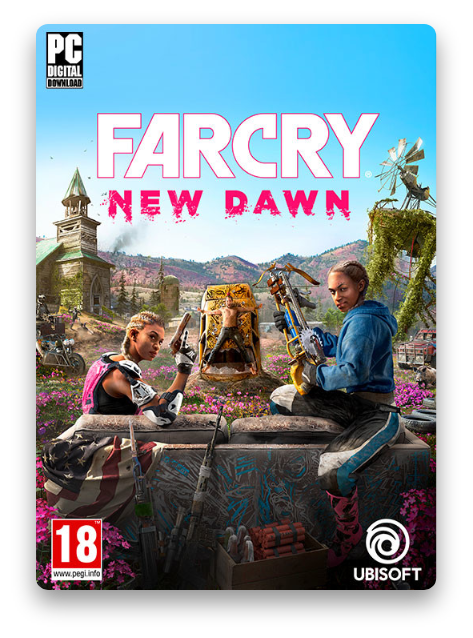 PC
DIGITAL
DOWNLOAD
FARCRY®
NEW DAWN
18
www.pegi.info
UBISOFT